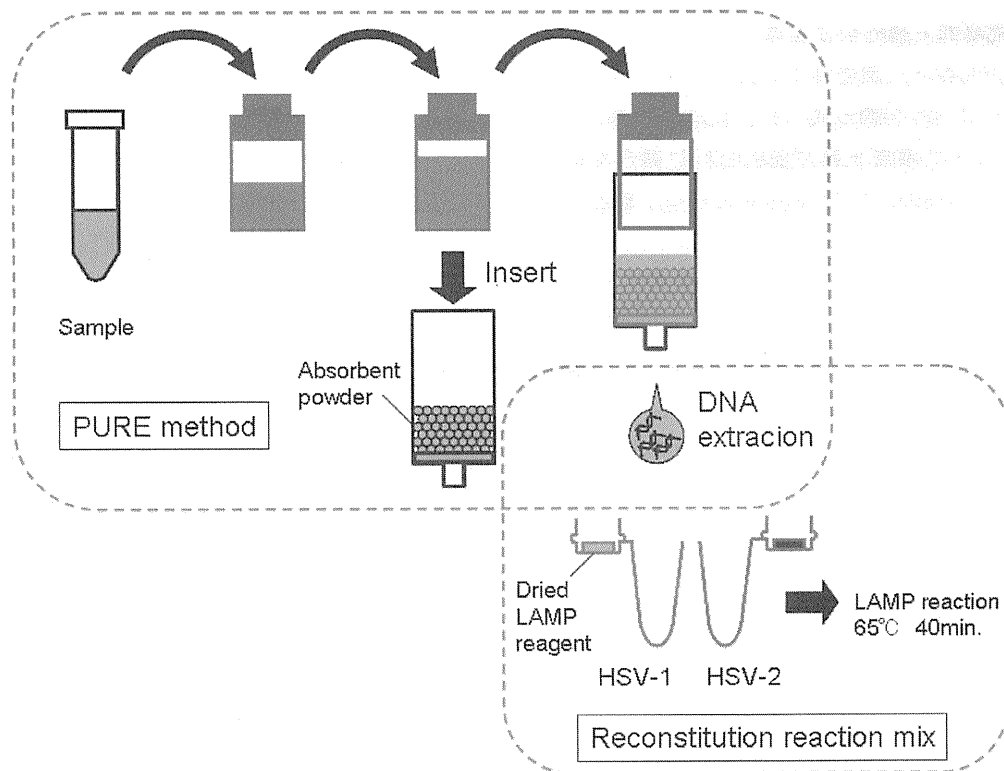 Insert
Sample
Absorbent
powder
PURE method
DNA
extracion
Dried
LAMP
reagent
LAMP reaction
65℃ 40min.
HSV-1 HSV-2
Reconstitution reaction mix